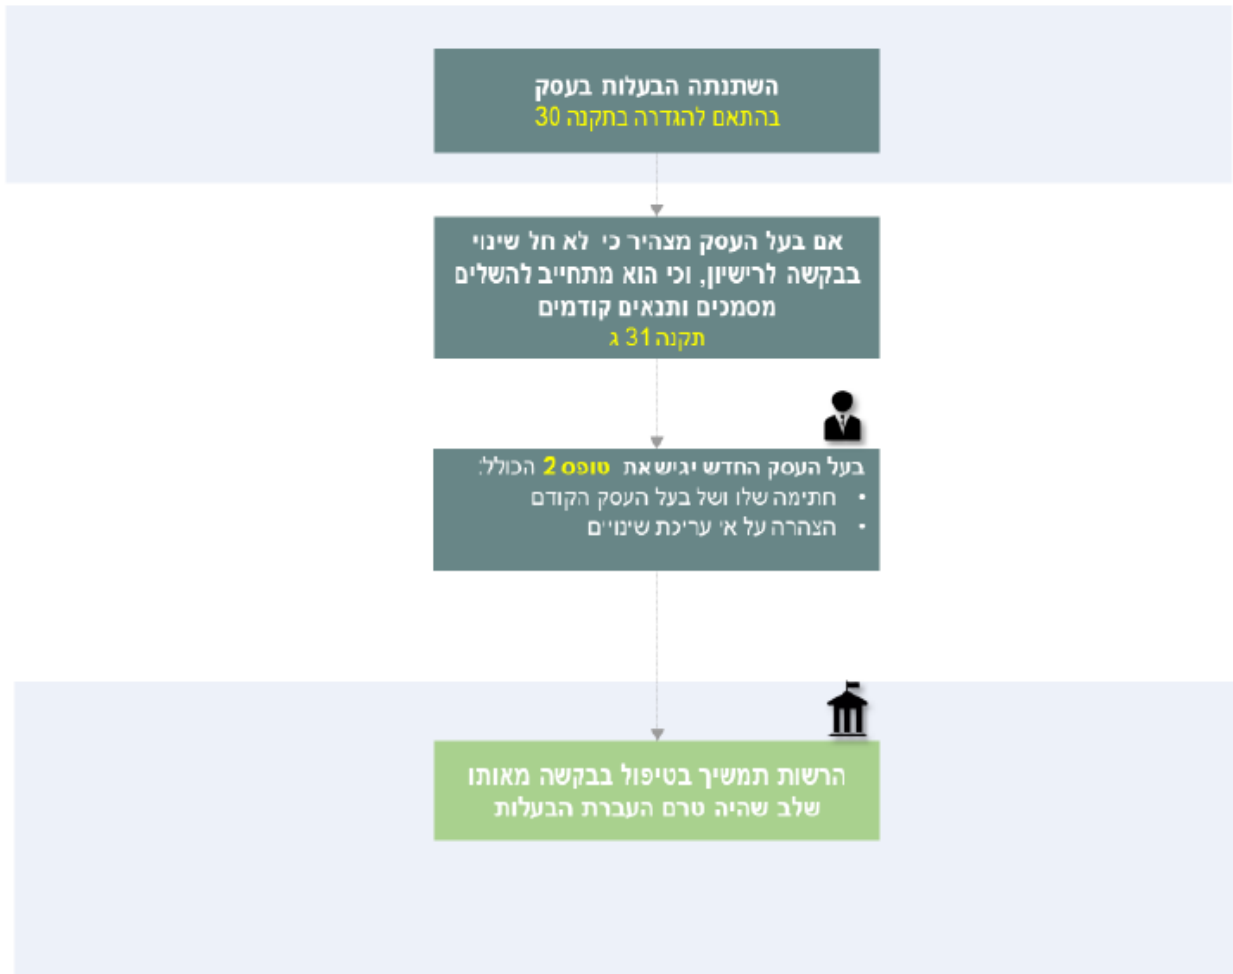 השתנתה הבעלות בעסק
בהתאם להגדרה בתקנה 30
אם בעל העסק מצהיר כי לא חל שינוי
בבקשה לרישיון, וכי הוא מתחייב להשלים
מסמכים ותנאים קודמים
תקנה 31 ג
בעל העסק החדש יגיש את טופס 2 הכולל:
• חתימה שלו ושל בעל העסק הקודם
• הצהרה על אי עריכת שינויים
הרשות תמשיך בטיפול בבקשה מאותו
שלב שהיה טרם העברת הבעלות